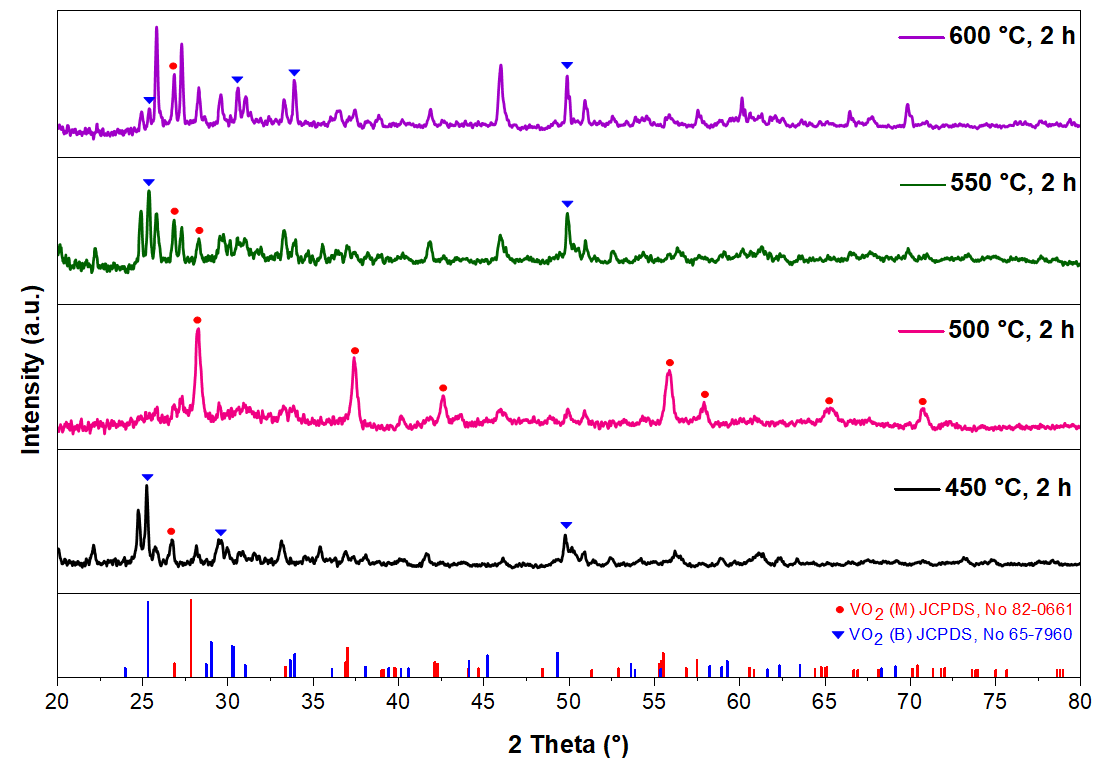 600 °C, 2 h
550 °C, 2 h
500 °C, 2 h
450 °C, 2 h
VO2 (M) JCPDS, No 82-0661
VO2 (B) JCPDS, No 65-7960
Intensity (a.u.)
20 25 30 35 40 45 50 55 60 65 70 75 80
2 Theta (°)